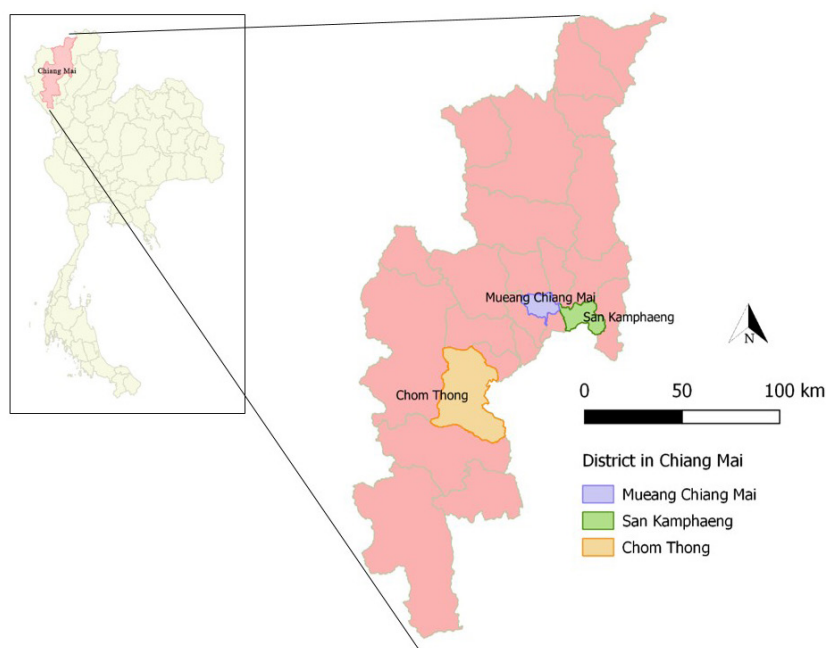 Chiang Mai
Mueang Chiang Mai
San Kamphaeng
Chom Thong
N
0 50 100 km
District in Chiang Mai
Mueang Chiang Mai
San Kamphaeng
Chom Thong